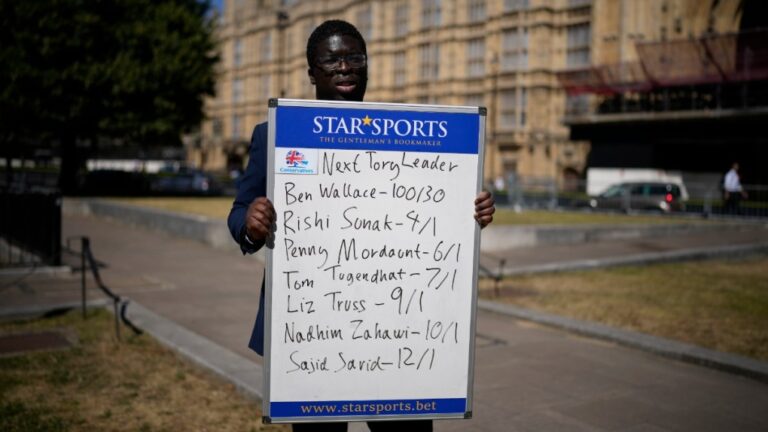 STAR★SPORTS
THE GENTLEMAN'S BOOKMAKER
Conservatives
Next Tory Leader
Ben Wallace - 100/30
Rishi Sunak - 4/1
Penny Mordaunt - 6/1
Tom Tugendhat - 7/1
Liz Truss - 9/1
Nadhim Zahawi - 10/1
Sajid Savid - 12/1
www.starsports.bet